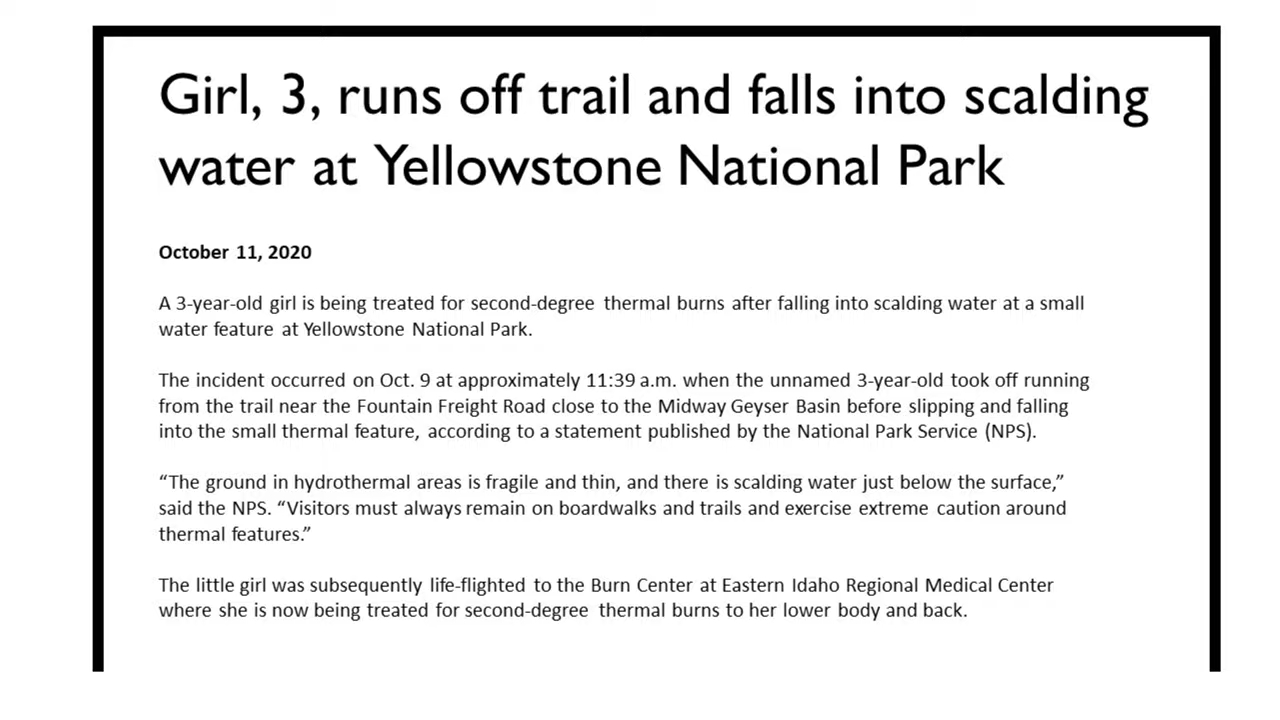 Girl, 3, runs off trail and falls into scalding
water at Yellowstone National Park
October 11, 2020
A 3-year-old girl is being treated for second-degree thermal burns after falling into scalding water at a small
water feature at Yellowstone National Park.
The incident occurred on Oct. 9 at approximately 11:39 a.m. when the unnamed 3-year-old took off running
from the trail near the Fountain Freight Road close to the Midway Geyser Basin before slipping and falling
into the small thermal feature, according to a statement published by the National Park Service (NPS).
“The ground in hydrothermal areas is fragile and thin, and there is scalding water just below the surface,”
said the NPS. “Visitors must always remain on boardwalks and trails and exercise extreme caution around
thermal features.”
The little girl was subsequently life-flighted to the Burn Center at Eastern Idaho Regional Medical Center
where she is now being treated for second-degree thermal burns to her lower body and back.